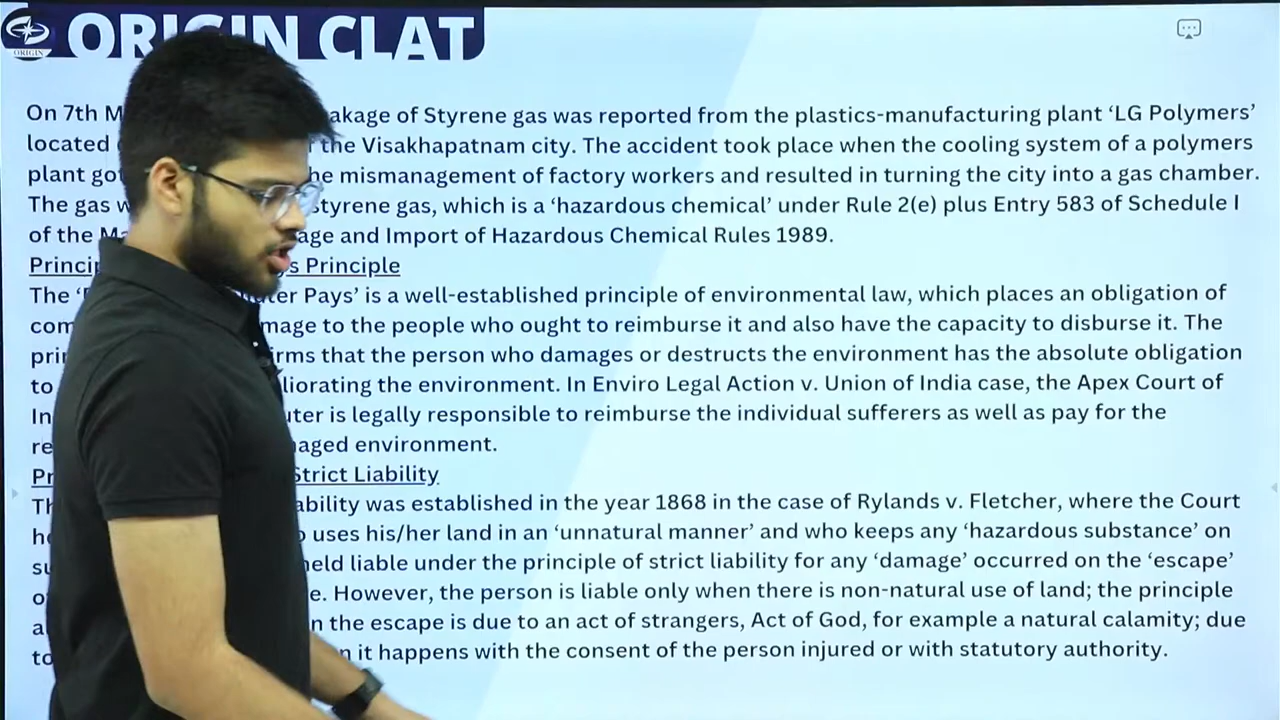 ORIGIN CLAT
ORIGIN
On 7th akage of Styrene gas was reported from the plastics-manufacturing plant ‘LG Polymers’
located the Visakhapatnam city. The accident took place when the cooling system of a polymers
plant mismanagement of factory workers and resulted in turning the city into a gas chamber.
The gas styrene gas, which is a ‘hazardous chemical’ under Rule 2(e) plus Entry 583 of Schedule I
of the age and Import of Hazardous Chemical Rules 1989.
Princip s Principle
The ter Pays’ is a well-established principle of environmental law, which places an obligation of
com mage to the people who ought to reimburse it and also have the capacity to disburse it. The
prin rms that the person who damages or destructs the environment has the absolute obligation
to liorating the environment. In Enviro Legal Action v. Union of India case, the Apex Court of
In uter is legally responsible to reimburse the individual sufferers as well as pay for the
re aged environment.
Pr Strict Liability
Th ability was established in the year 1868 in the case of Rylands v. Fletcher, where the Court
he uses his/her land in an ‘unnatural manner’ and who keeps any ‘hazardous substance’ on
su held liable under the principle of strict liability for any ‘damage’ occurred on the ‘escape’
o e. However, the person is liable only when there is non-natural use of land; the principle
a n the escape is due to an act of strangers, Act of God, for example a natural calamity; due
to n it happens with the consent of the person injured or with statutory authority.